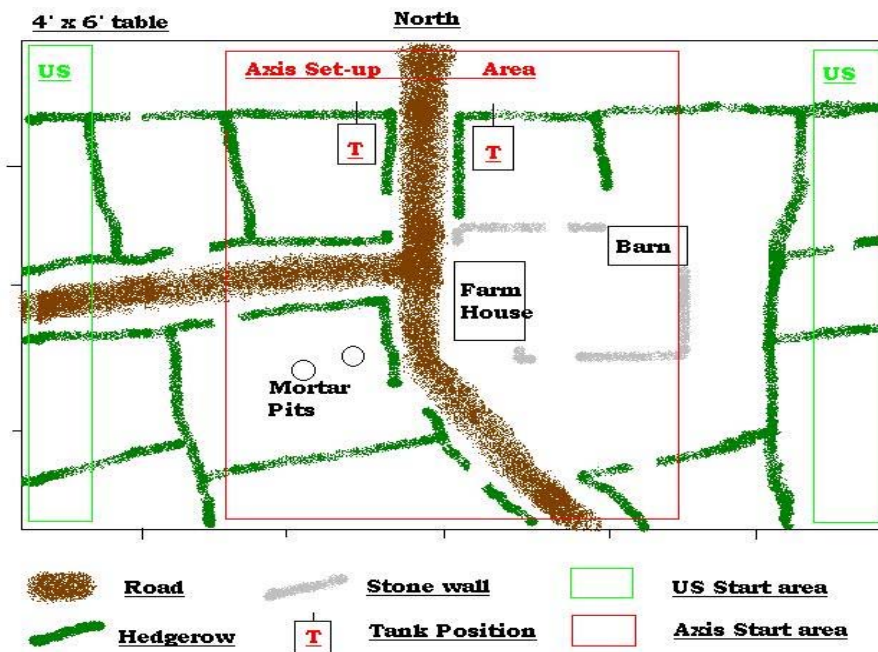 4' x 6' table
North
US
Axis Set-up Area
US
T
T
Barn
Farm
House
Mortar
Pits
Road
Stone wall
US Start area
Hedgerow
T
Tank Position
Axis Start area